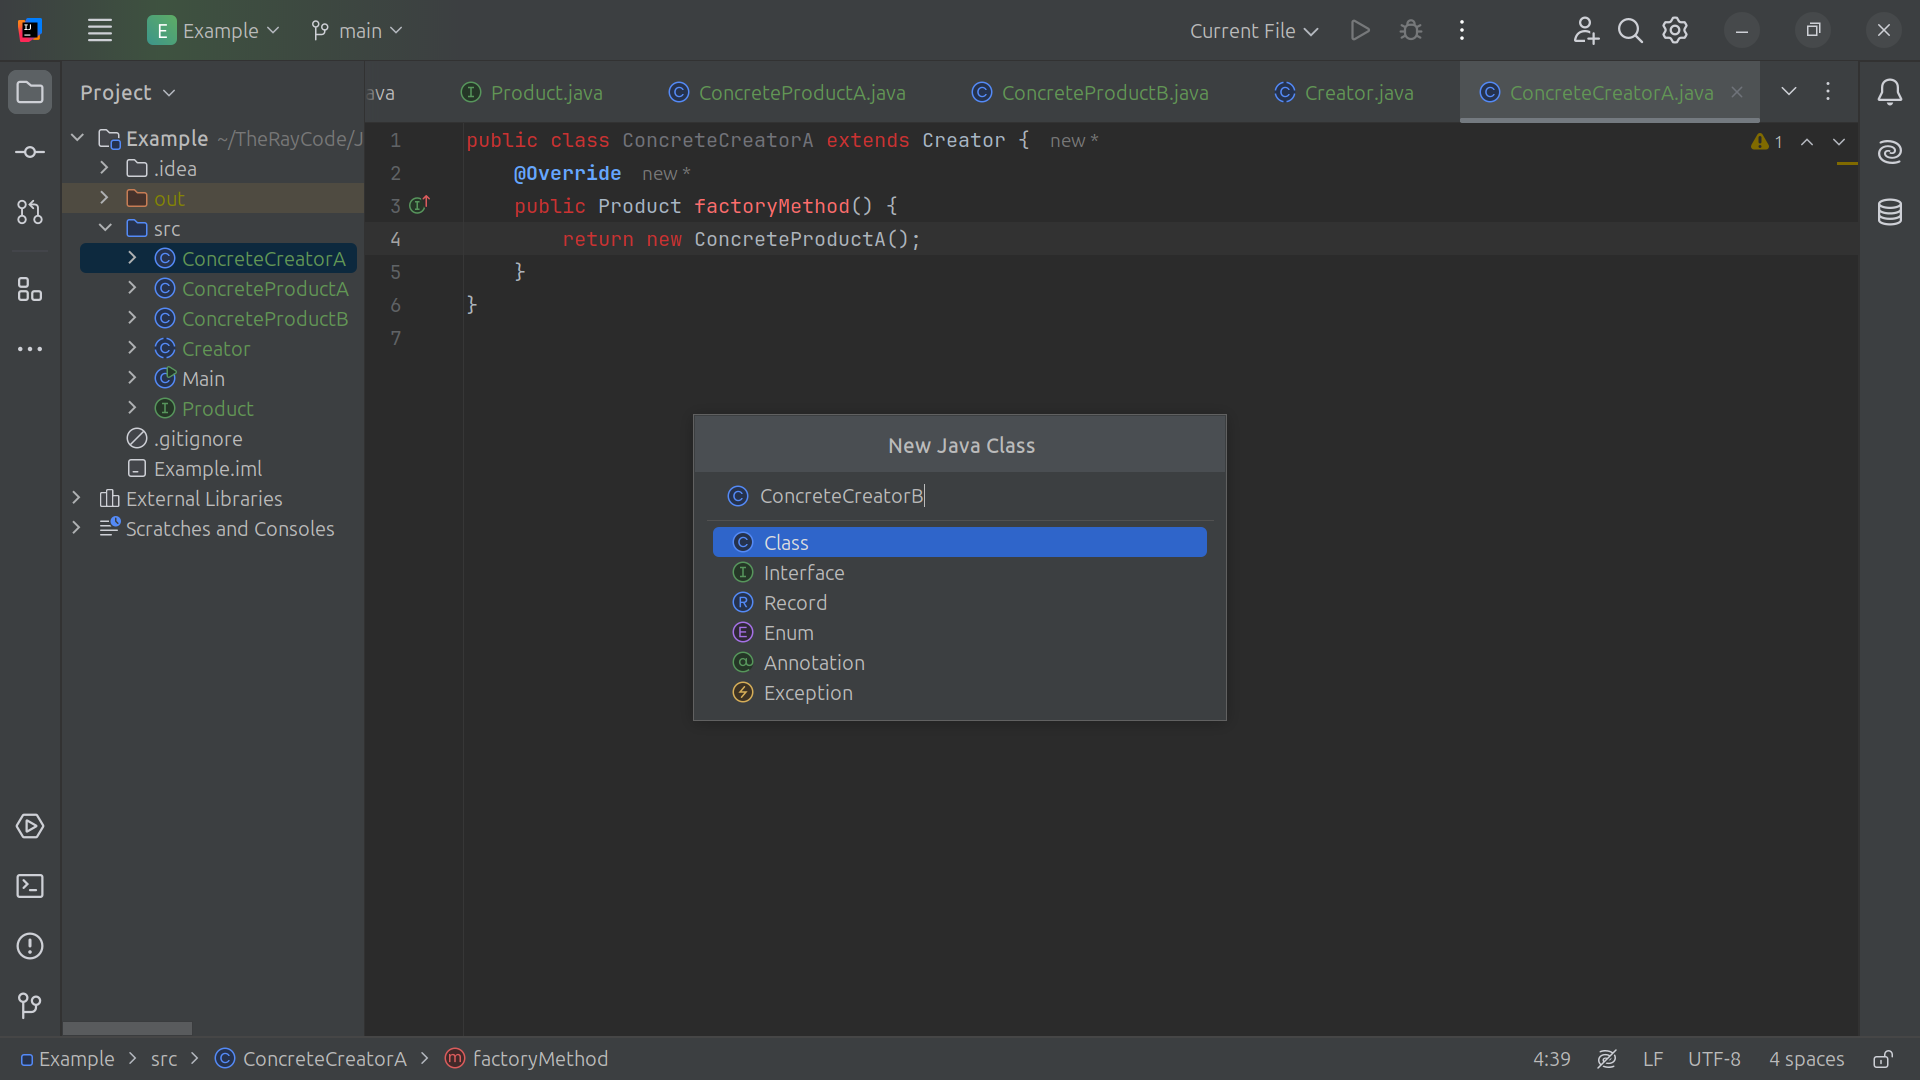 E Example main Current File
Project
ava Product.java ConcreteProductA.java ConcreteProductB.java Creator.java ConcreteCreatorA.java
Example ~/TheRayCode/J
.idea
out
src
ConcreteCreatorA
ConcreteProductA
ConcreteProductB
Creator
Main
Product
.gitignore
Example.iml
External Libraries
Scratches and Consoles
1 public class ConcreteCreatorA extends Creator { new *
2 @Override new *
3 public Product factoryMethod() {
4 return new ConcreteProductA();
5 }
6 }
7
1
New Java Class
ConcreteCreatorB
Class
Interface
Record
Enum
Annotation
Exception
Example > src > ConcreteCreatorA > factoryMethod 4:39 LF UTF-8 4 spaces